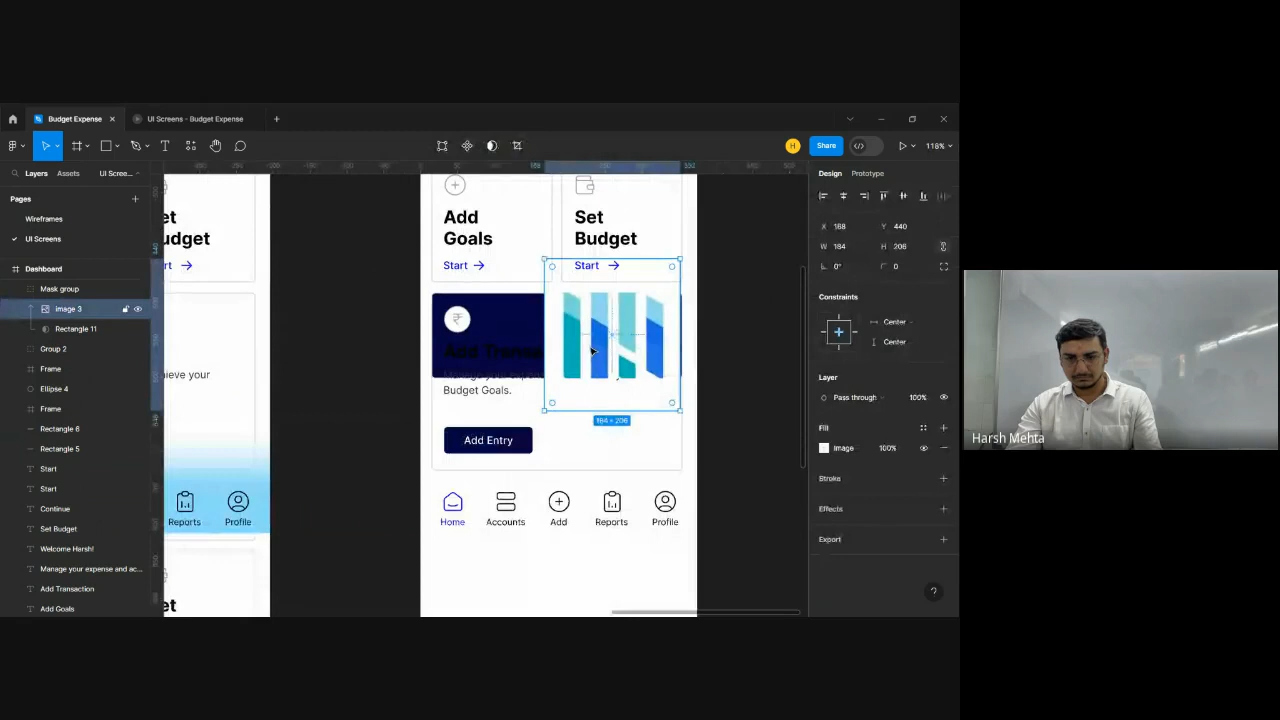 Budget Expense
UI Screens - Budget Expense
H
Share
118%
Layers
Assets
UI Scree...
Pages
Wireframes
UI Screens
Dashboard
Mask group
image 3
Rectangle 11
Group 2
Frame
Ellipse 4
Frame
Rectangle 6
Rectangle 5
Start
Start
Continue
Set Budget
Welcome Harsh!
Manage your expense and ac...
Add Transaction
Add Goals
et
udget
rt
ieve your
Reports
Profile
et
Add
Goals
Start
Set
Budget
Start
₹
Add Transa
Budget Goals.
184 × 206
Add Entry
Home
Accounts
Add
Reports
Profile
Design
Prototype
X 168
Y 440
W 184
H 206
0°
0
Constraints
Center
Center
Layer
Pass through
100%
Fill
Image
100%
Stroke
Effects
Export
?
Harsh Mehta